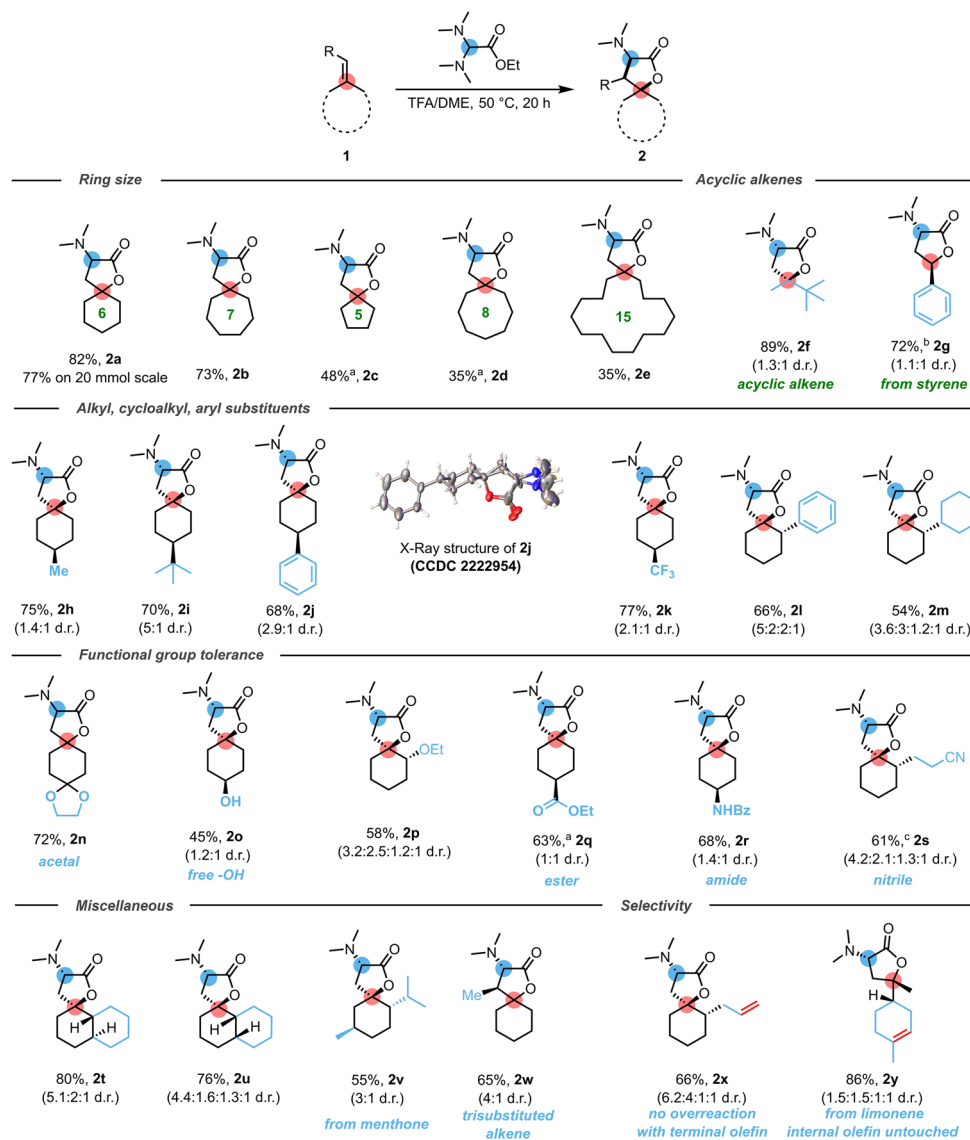 N
N
O
OEt
R
TFA/DME, 50 °C, 20 h
N
O
O
R
1
2
Ring size
Acyclic alkenes
N
O
O
6
N
O
O
7
N
O
O
5
N
O
O
8
N
O
O
15
N
O
O
N
O
O
82%, 2a
77% on 20 mmol scale
73%, 2b
48%ᵃ, 2c
35%ᵃ, 2d
35%, 2e
89%, 2f
(1.3:1 d.r.)
acyclic alkene
72%,ᵇ 2g
(1.1:1 d.r.)
from styrene
Alkyl, cycloalkyl, aryl substituents
N
O
O
Me
N
O
O
N
O
O
X-Ray structure of 2j
(CCDC 2222954)
N
O
O
CF₃
N
O
O
N
O
O
75%, 2h
(1.4:1 d.r.)
70%, 2i
(5:1 d.r.)
68%, 2j
(2.9:1 d.r.)
77%, 2k
(2.1:1 d.r.)
66%, 2l
(5:2:2:1)
54%, 2m
(3.6:3:1.2:1 d.r.)
Functional group tolerance
N
O
O
O
O
N
O
O
OH
N
O
O
OEt
N
O
O
O
OEt
N
O
O
NHBz
N
O
O
CN
72%, 2n
acetal
45%, 2o
(1.2:1 d.r.)
free -OH
58%, 2p
(3.2:2.5:1.2:1 d.r.)
63%,ᵃ 2q
(1:1 d.r.)
ester
68%, 2r
(1.4:1 d.r.)
amide
61%,ᶜ 2s
(4.2:2.1:1.3:1 d.r.)
nitrile
Miscellaneous
Selectivity
N
O
O
H
H
N
O
O
H
H
N
O
O
N
O
O
Me
N
O
O
N
O
O
H
80%, 2t
(5.1:2:1 d.r.)
76%, 2u
(4.4:1.6:1.3:1 d.r.)
55%, 2v
(3:1 d.r.)
from menthone
65%, 2w
(4:1 d.r.)
trisubstituted
alkene
66%, 2x
(6.2:4:1:1 d.r.)
no overreaction
with terminal olefin
86%, 2y
(1.5:1.5:1:1 d.r.)
from limonene
internal olefin untouched